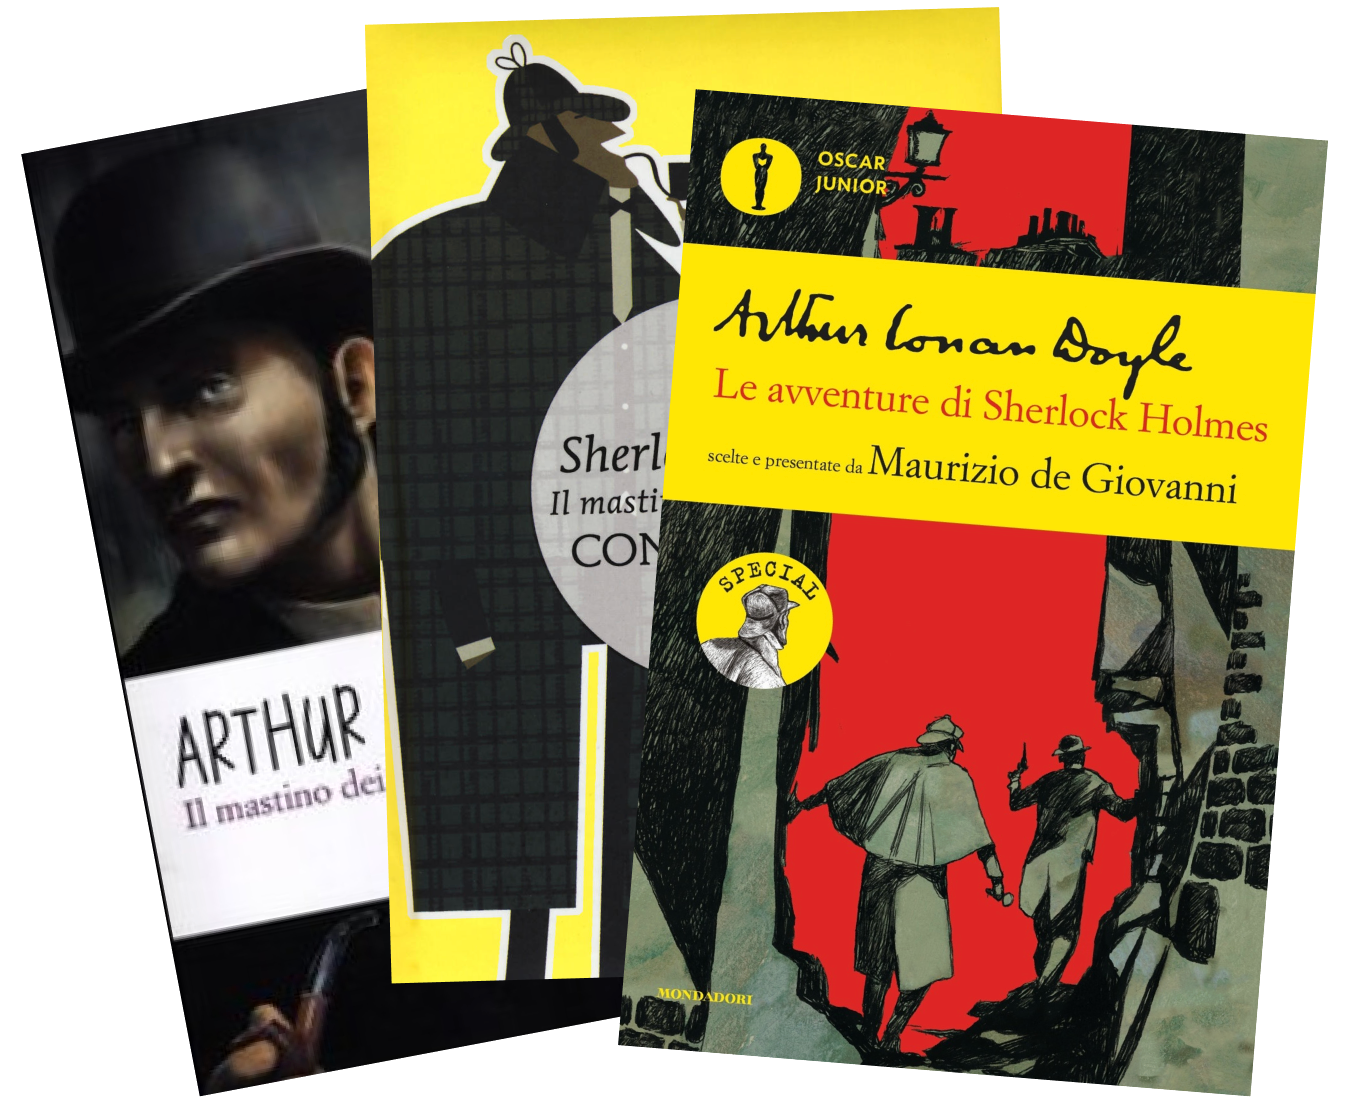 ARTHUR
Il mastino dei
Sherl
Il masti
CON
OSCAR
JUNIOR
Arthur Conan Doyle
Le avventure di Sherlock Holmes
scelte e presentate da Maurizio de Giovanni
SPECIAL
MONDADORI